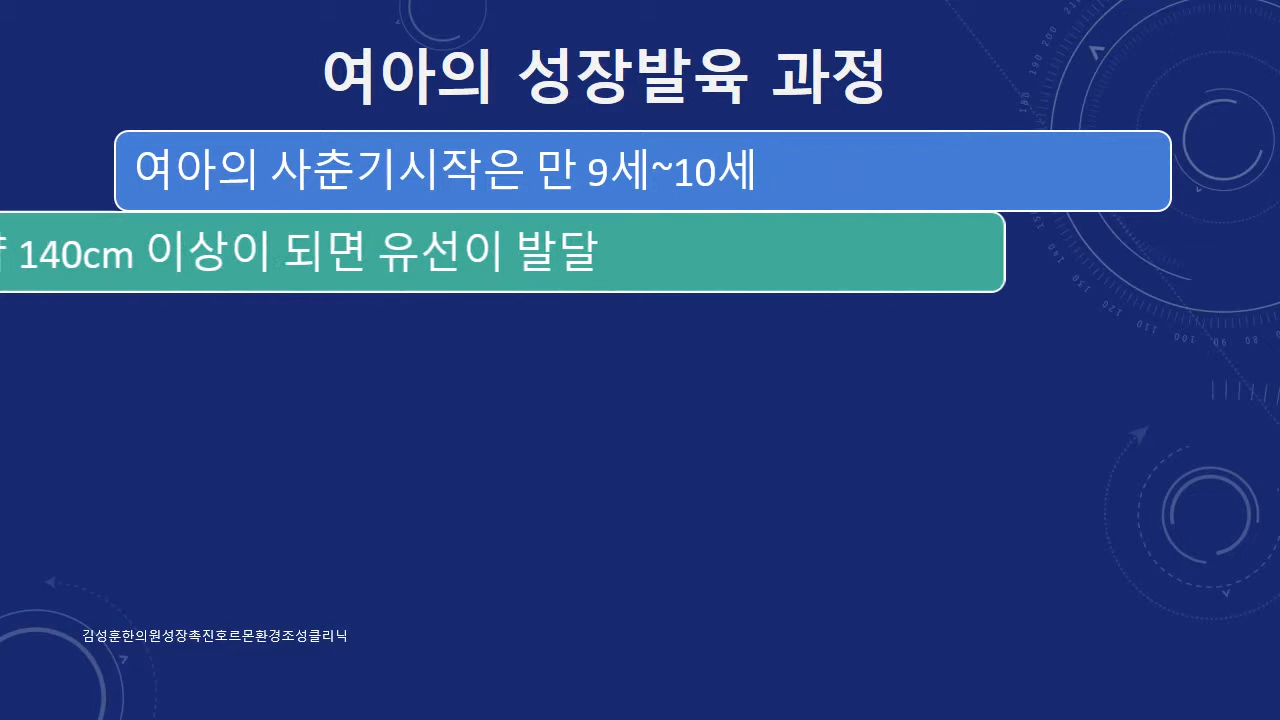 여아의 성장발육 과정
여아의 사춘기시작은 만 9세~10세
140cm 이상이 되면 유선이 발달
김성훈한의원성장촉진호르몬환경조성클리닉